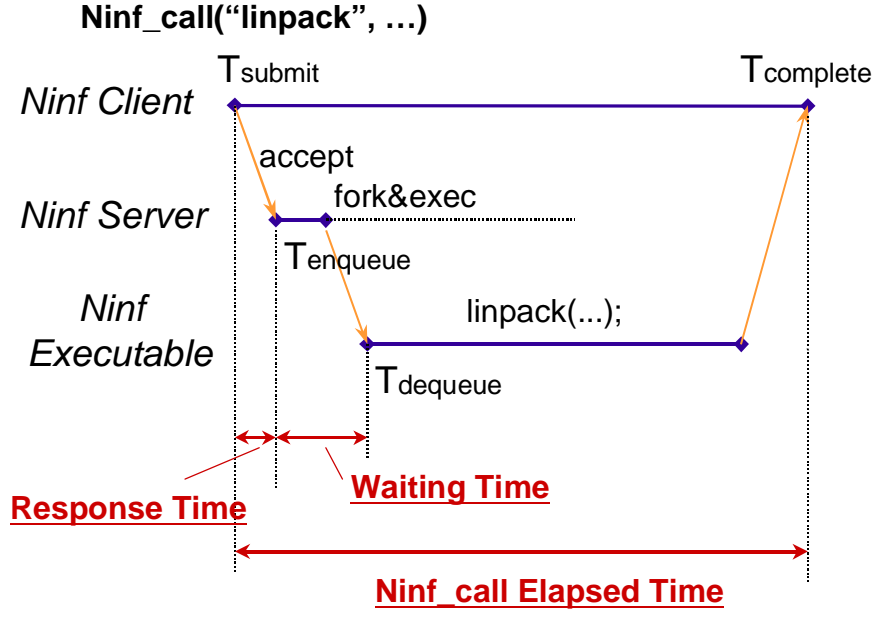 Ninf_call(“linpack”, …)
Tsubmit
Tcomplete
Ninf Client
accept
fork&exec
Ninf Server
Tenqueue
Ninf
Executable
linpack(...);
Tdequeue
Waiting Time
Response Time
Ninf_call Elapsed Time